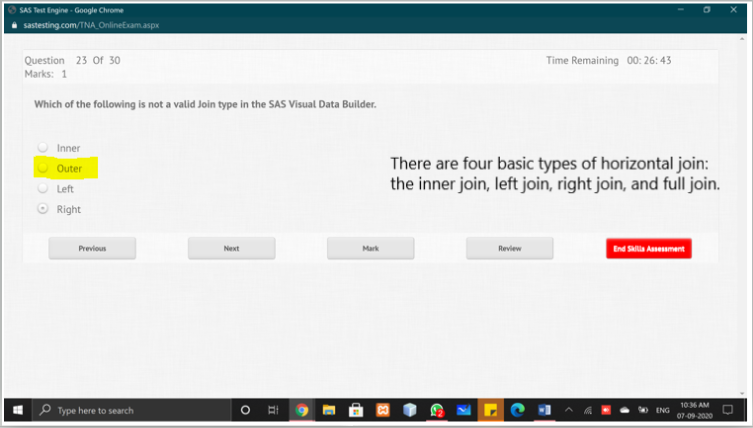 SAS Test Engine - Google Chrome
sastesting.com/TNA_OnlineExam.aspx
Question 23 Of 30
Time Remaining 00: 26: 43
Marks: 1
Which of the following is not a valid Join type in the SAS Visual Data Builder.
Inner
Outer
Left
Right
There are four basic types of horizontal join:
the inner join, left join, right join, and full join.
Previous
Next
Mark
Review
End Skills Assessment
Type here to search
ENG
10:36 AM
07-09-2020